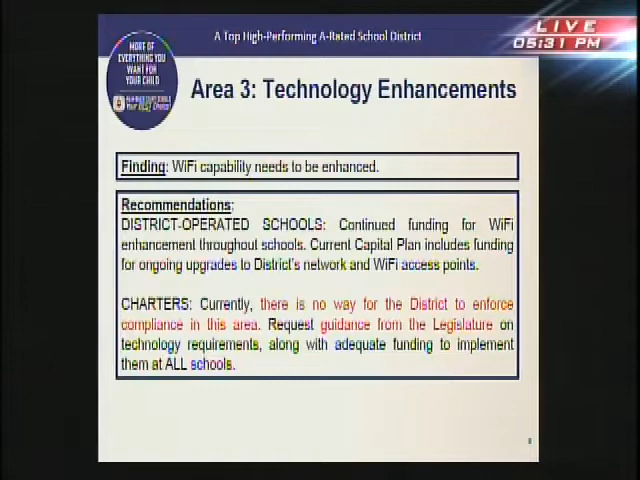 A Top High-Performing A-Rated School District
LIVE
05:31 PM
MORE OF
EVERYTHING YOU
WANT FOR
YOUR CHILD
Your BEST Choice!
Area 3: Technology Enhancements
Finding: WiFi capability needs to be enhanced.
Recommendations:
DISTRICT-OPERATED SCHOOLS: Continued funding for WiFi
enhancement throughout schools. Current Capital Plan includes funding
for ongoing upgrades to District's network and WiFi access points.
CHARTERS: Currently, there is no way for the District to enforce
compliance in this area. Request guidance from the Legislature on
technology requirements, along with adequate funding to implement
them at ALL schools.
8